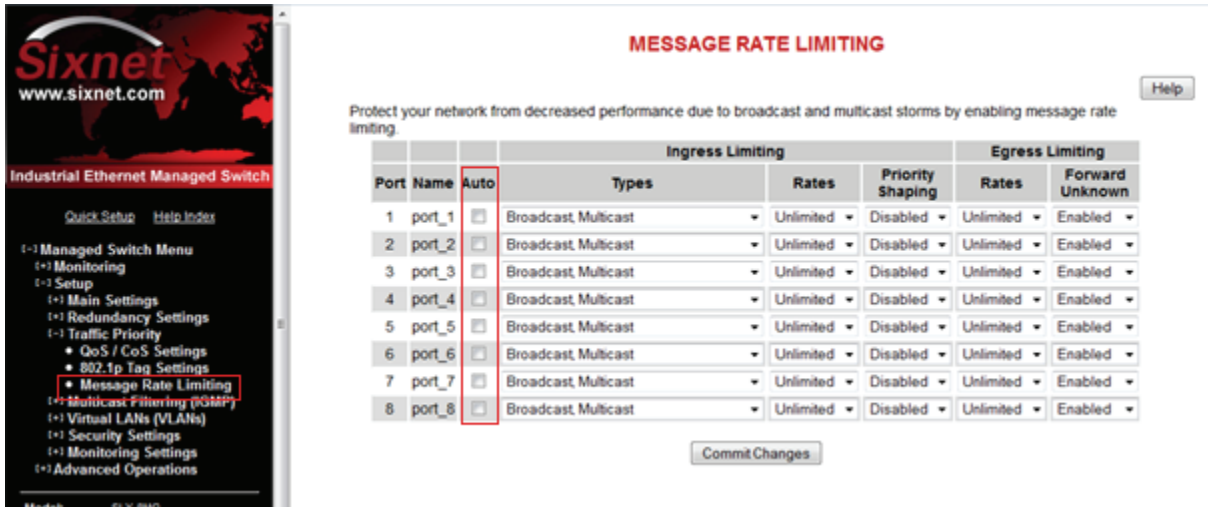 Sixnet
www.sixnet.com
Industrial Ethernet Managed Switch
Quick Setup Help Index
[-] Managed Switch Menu
[+] Monitoring
[-] Setup
[+] Main Settings
[+] Redundancy Settings
[-] Traffic Priority
• QoS / CoS Settings
• 802.1p Tag Settings
• Message Rate Limiting
[+] Multicast Filtering (IGMP)
[+] Virtual LANs (VLANs)
[+] Security Settings
[+] Monitoring Settings
[+] Advanced Operations
MESSAGE RATE LIMITING
Help
Protect your network from decreased performance due to broadcast and multicast storms by enabling message rate
limiting.
Ingress Limiting Egress Limiting
Port Name Auto Types Rates Priority Shaping Rates Forward Unknown
1 port_1 Broadcast, Multicast Unlimited Disabled Unlimited Enabled
2 port_2 Broadcast, Multicast Unlimited Disabled Unlimited Enabled
3 port_3 Broadcast, Multicast Unlimited Disabled Unlimited Enabled
4 port_4 Broadcast, Multicast Unlimited Disabled Unlimited Enabled
5 port_5 Broadcast, Multicast Unlimited Disabled Unlimited Enabled
6 port_6 Broadcast, Multicast Unlimited Disabled Unlimited Enabled
7 port_7 Broadcast, Multicast Unlimited Disabled Unlimited Enabled
8 port_8 Broadcast, Multicast Unlimited Disabled Unlimited Enabled
Commit Changes